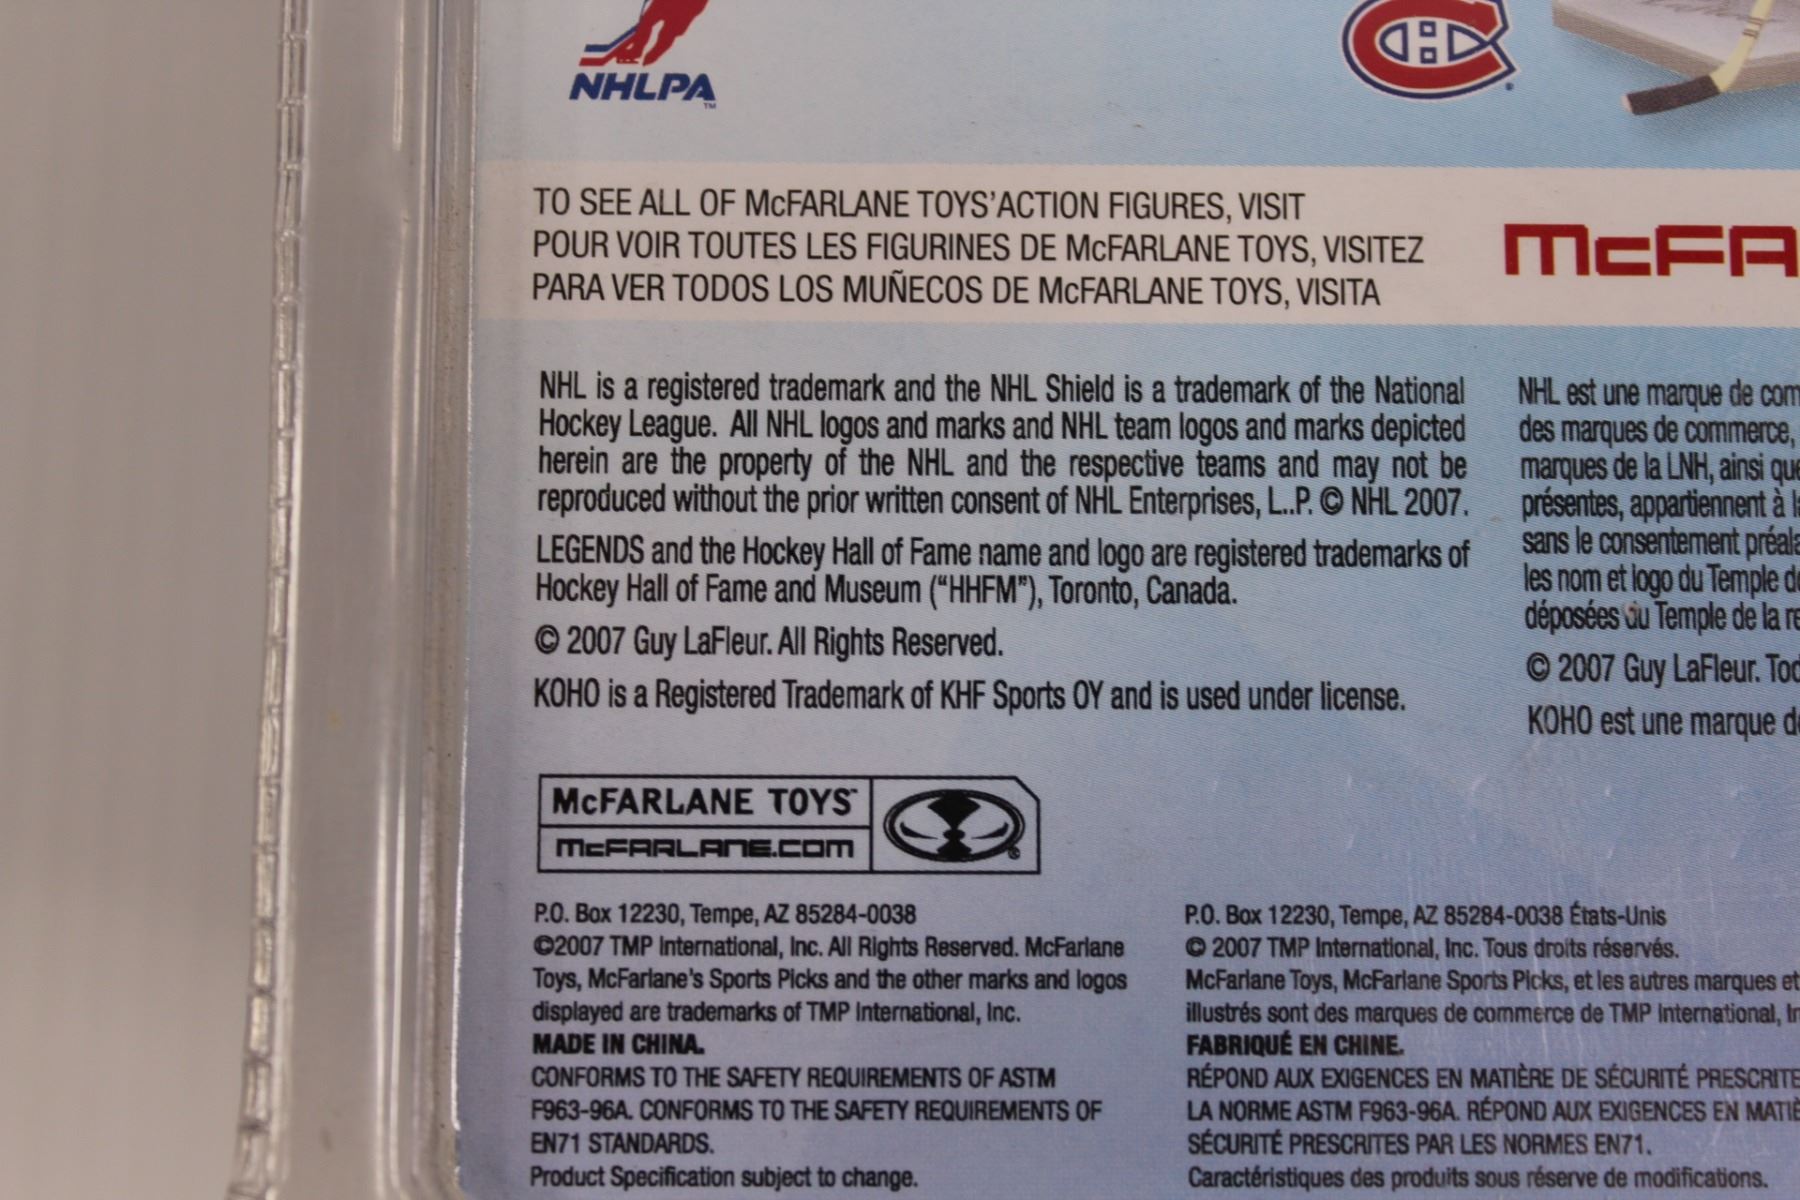 NHLPA™
TO SEE ALL OF McFARLANE TOYS'ACTION FIGURES, VISIT
POUR VOIR TOUTES LES FIGURINES DE McFARLANE TOYS, VISITEZ
PARA VER TODOS LOS MUÑECOS DE McFARLANE TOYS, VISITA
McFA
NHL is a registered trademark and the NHL Shield is a trademark of the National
Hockey League. All NHL logos and marks and NHL team logos and marks depicted
herein are the property of the NHL and the respective teams and may not be
reproduced without the prior written consent of NHL Enterprises, L..P. © NHL 2007.
LEGENDS and the Hockey Hall of Fame name and logo are registered trademarks of
Hockey Hall of Fame and Museum (“HHFM”), Toronto, Canada.
© 2007 Guy LaFleur. All Rights Reserved.
KOHO is a Registered Trademark of KHF Sports OY and is used under license.
NHL est une marque de com
des marques de commerce,
marques de la LNH, ainsi que
présentes, appartiennent à l
sans le consentement préala
les nom et logo du Temple de
déposées du Temple de la re
© 2007 Guy LaFleur. Tou
KOHO est une marque de
McFARLANE TOYS™
McFARLANE.COM
P.O. Box 12230, Tempe, AZ 85284-0038
©2007 TMP International, Inc. All Rights Reserved. McFarlane
Toys, McFarlane's Sports Picks and the other marks and logos
displayed are trademarks of TMP International, Inc.
MADE IN CHINA.
CONFORMS TO THE SAFETY REQUIREMENTS OF ASTM
F963-96A. CONFORMS TO THE SAFETY REQUIREMENTS OF
EN71 STANDARDS.
Product Specification subject to change.
P.O. Box 12230, Tempe, AZ 85284-0038 États-Unis
© 2007 TMP International, Inc. Tous droits réservés.
McFarlane Toys, McFarlane Sports Picks, et les autres marques et
illustrés sont des marques de commerce de TMP International, In
FABRIQUÉ EN CHINE.
RÉPOND AUX EXIGENCES EN MATIÈRE DE SÉCURITÉ PRESCRITE
LA NORME ASTM F963-96A. RÉPOND AUX EXIGENCES EN MATIÈ
SÉCURITÉ PRESCRITES PAR LES NORMES EN71.
Caractéristiques des produits sous réserve de modifications.